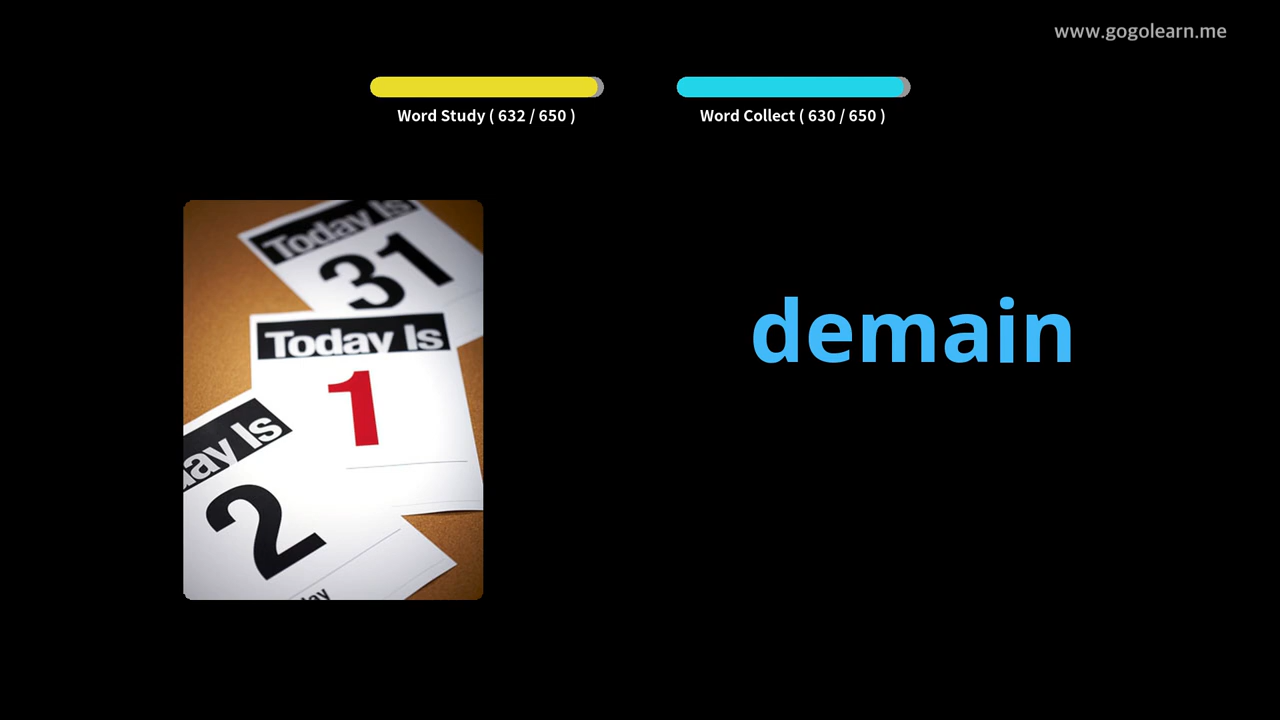 www.gogolearn.me
Word Study ( 632 / 650 )
Word Collect ( 630 / 650 )
Today Is
31
Today Is
1
ay Is
2
demain